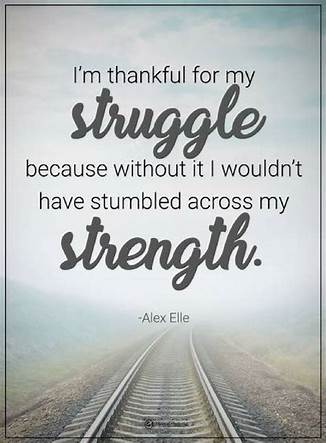 I'm thankful for my
struggle
because without it I wouldn't
have stumbled across my
strength.
-Alex Elle